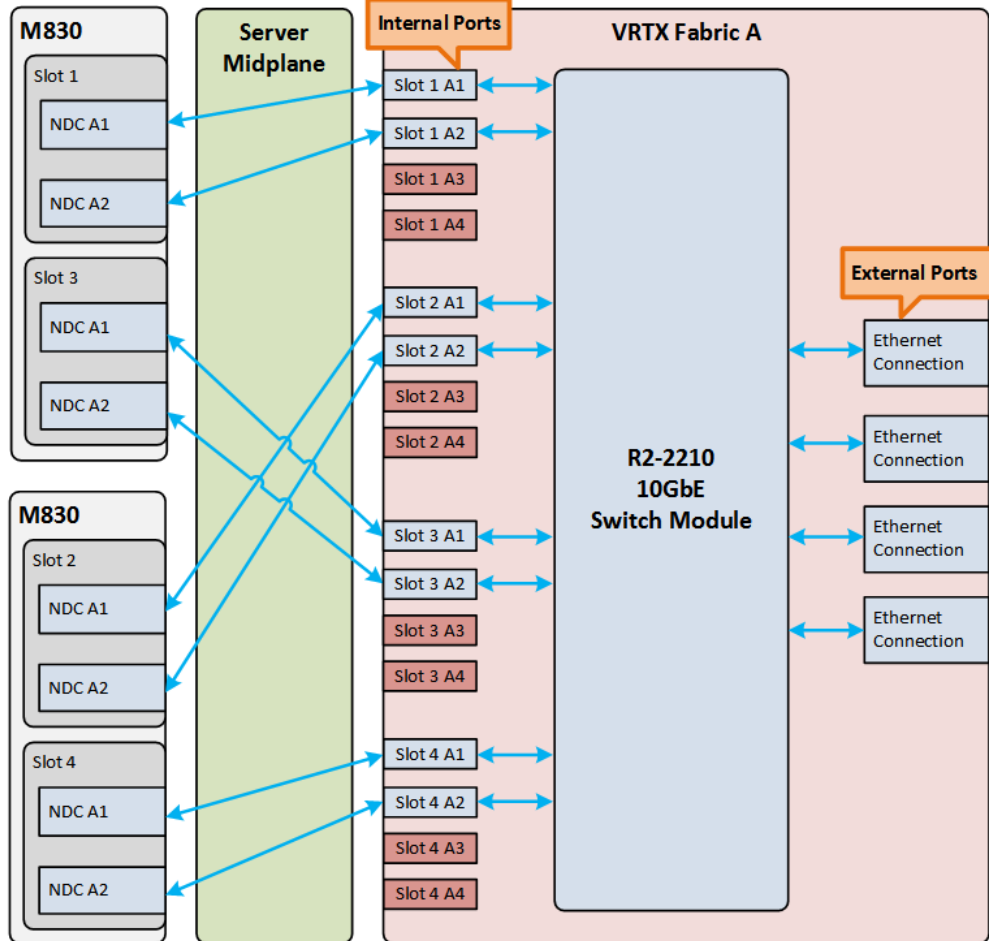 M830
Slot 1
NDC A1
NDC A2
Slot 3
NDC A1
NDC A2
M830
Slot 2
NDC A1
NDC A2
Slot 4
NDC A1
NDC A2
Server
Midplane
Internal Ports
VRTX Fabric A
Slot 1 A1
Slot 1 A2
Slot 1 A3
Slot 1 A4
Slot 2 A1
Slot 2 A2
Slot 2 A3
Slot 2 A4
Slot 3 A1
Slot 3 A2
Slot 3 A3
Slot 3 A4
Slot 4 A1
Slot 4 A2
Slot 4 A3
Slot 4 A4
R2-2210
10GbE
Switch Module
External Ports
Ethernet
Connection
Ethernet
Connection
Ethernet
Connection
Ethernet
Connection